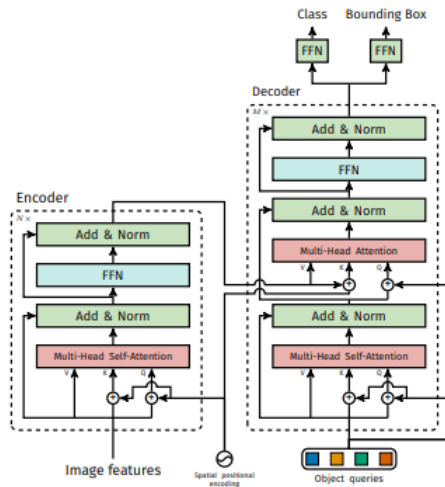 Class
Bounding Box
FFN
FFN
Decoder
M×
Add & Norm
FFN
Add & Norm
Multi-Head Attention
V
K
Q
Add & Norm
Multi-Head Self-Attention
V
K
Q
Object queries
Encoder
N×
Add & Norm
FFN
Add & Norm
Multi-Head Self-Attention
V
K
Q
Image features
Spatial positional
encoding